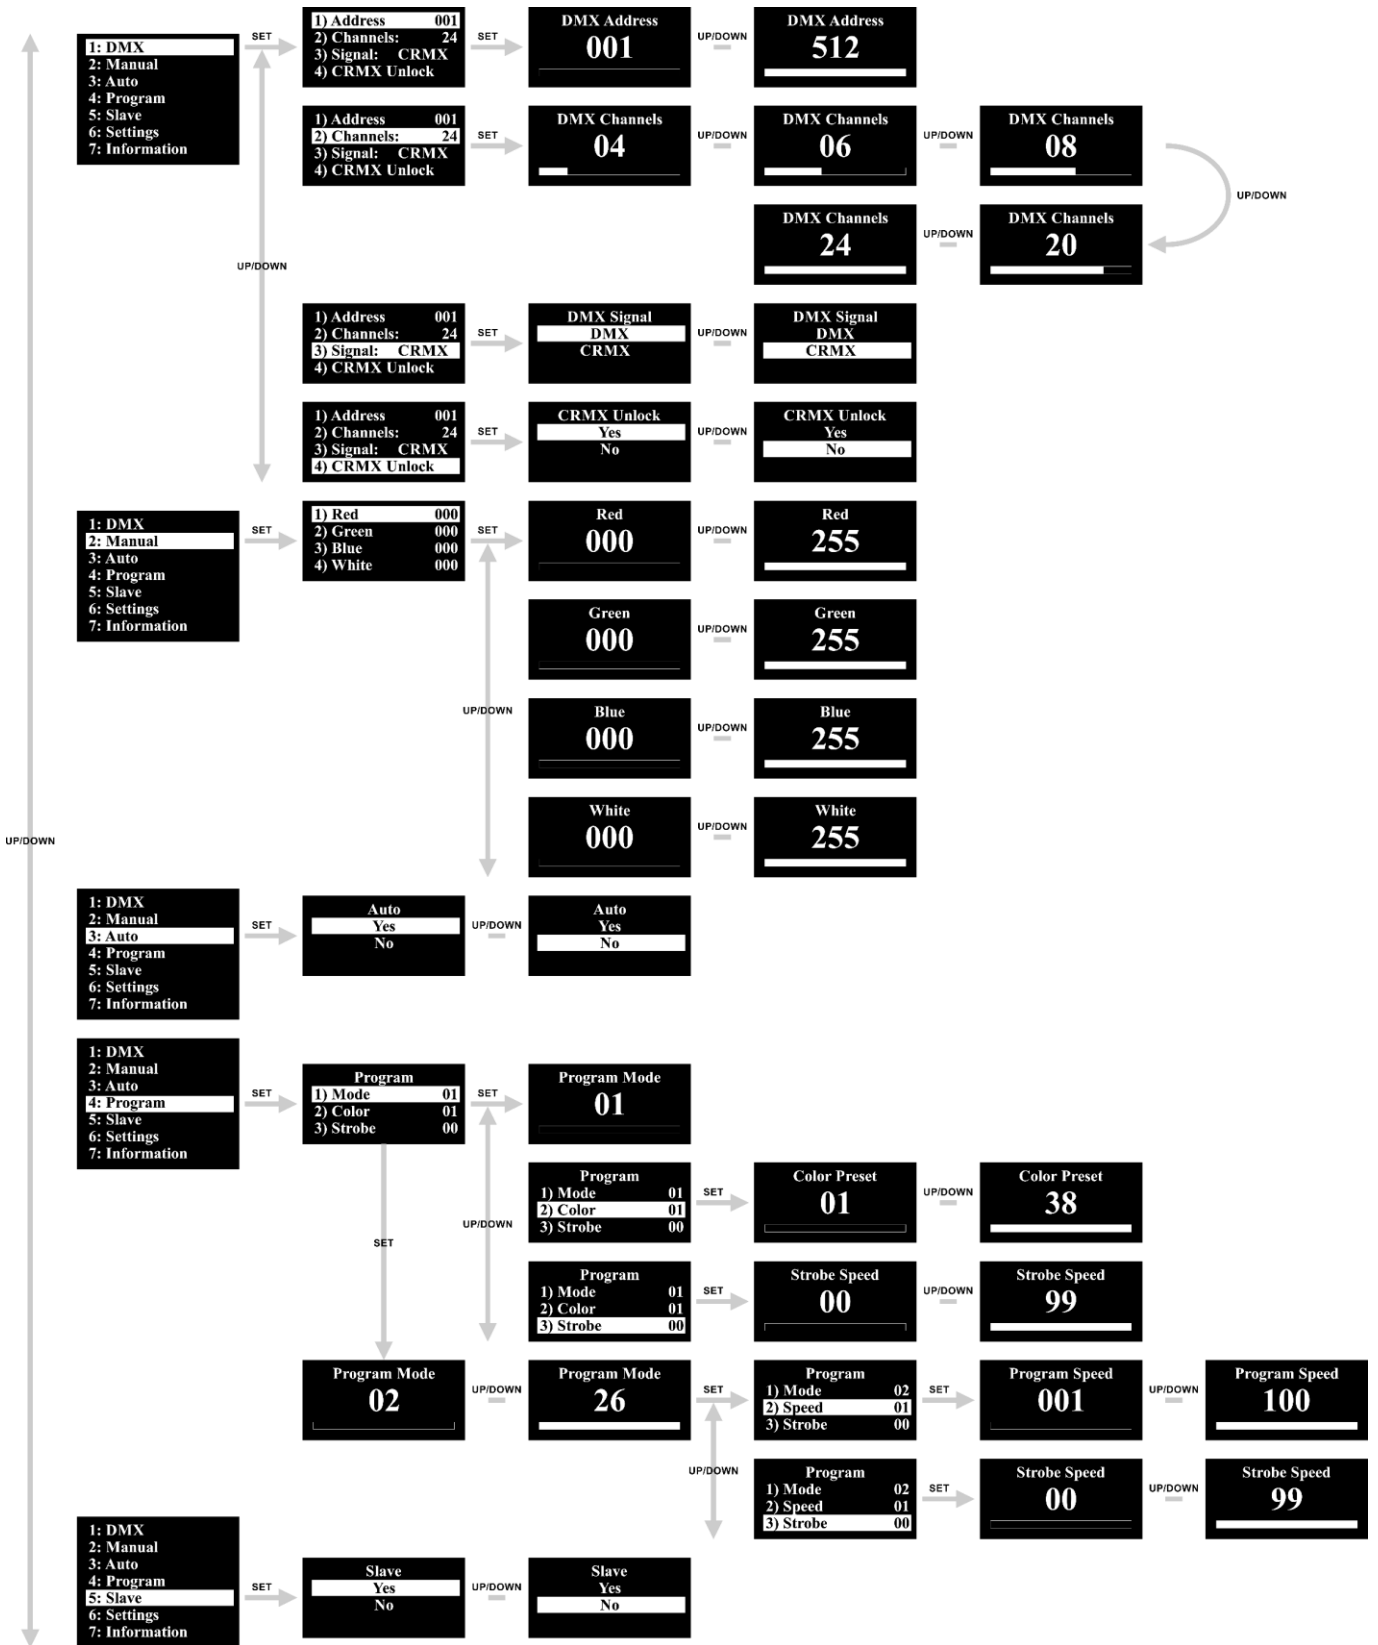 1: DMX
2: Manual
3: Auto
4: Program
5: Slave
6: Settings
7: Information
SET
1) Address 001
2) Channels: 24
3) Signal: CRMX
4) CRMX Unlock
SET
DMX Address
001
UP/DOWN
DMX Address
512
1) Address 001
2) Channels: 24
3) Signal: CRMX
4) CRMX Unlock
SET
DMX Channels
04
UP/DOWN
DMX Channels
06
UP/DOWN
DMX Channels
08
UP/DOWN
DMX Channels
24
UP/DOWN
DMX Channels
20
UP/DOWN
1) Address 001
2) Channels: 24
3) Signal: CRMX
4) CRMX Unlock
SET
DMX Signal
DMX
CRMX
UP/DOWN
DMX Signal
DMX
CRMX
1) Address 001
2) Channels: 24
3) Signal: CRMX
4) CRMX Unlock
SET
CRMX Unlock
Yes
No
UP/DOWN
CRMX Unlock
Yes
No
1: DMX
2: Manual
3: Auto
4: Program
5: Slave
6: Settings
7: Information
SET
1) Red 000
2) Green 000
3) Blue 000
4) White 000
SET
Red
000
UP/DOWN
Red
255
Green
000
UP/DOWN
Green
255
UP/DOWN
Blue
000
UP/DOWN
Blue
255
White
000
UP/DOWN
White
255
UP/DOWN
1: DMX
2: Manual
3: Auto
4: Program
5: Slave
6: Settings
7: Information
SET
Auto
Yes
No
UP/DOWN
Auto
Yes
No
1: DMX
2: Manual
3: Auto
4: Program
5: Slave
6: Settings
7: Information
SET
Program
1) Mode 01
2) Color 01
3) Strobe 00
SET
Program Mode
01
UP/DOWN
Program
1) Mode 01
2) Color 01
3) Strobe 00
SET
Color Preset
01
UP/DOWN
Color Preset
38
SET
Program
1) Mode 01
2) Color 01
3) Strobe 00
SET
Strobe Speed
00
UP/DOWN
Strobe Speed
99
Program Mode
02
UP/DOWN
Program Mode
26
SET
Program
1) Mode 02
2) Speed 01
3) Strobe 00
SET
Program Speed
001
UP/DOWN
Program Speed
100
UP/DOWN
Program
1) Mode 02
2) Speed 01
3) Strobe 00
SET
Strobe Speed
00
UP/DOWN
Strobe Speed
99
1: DMX
2: Manual
3: Auto
4: Program
5: Slave
6: Settings
7: Information
SET
Slave
Yes
No
UP/DOWN
Slave
Yes
No